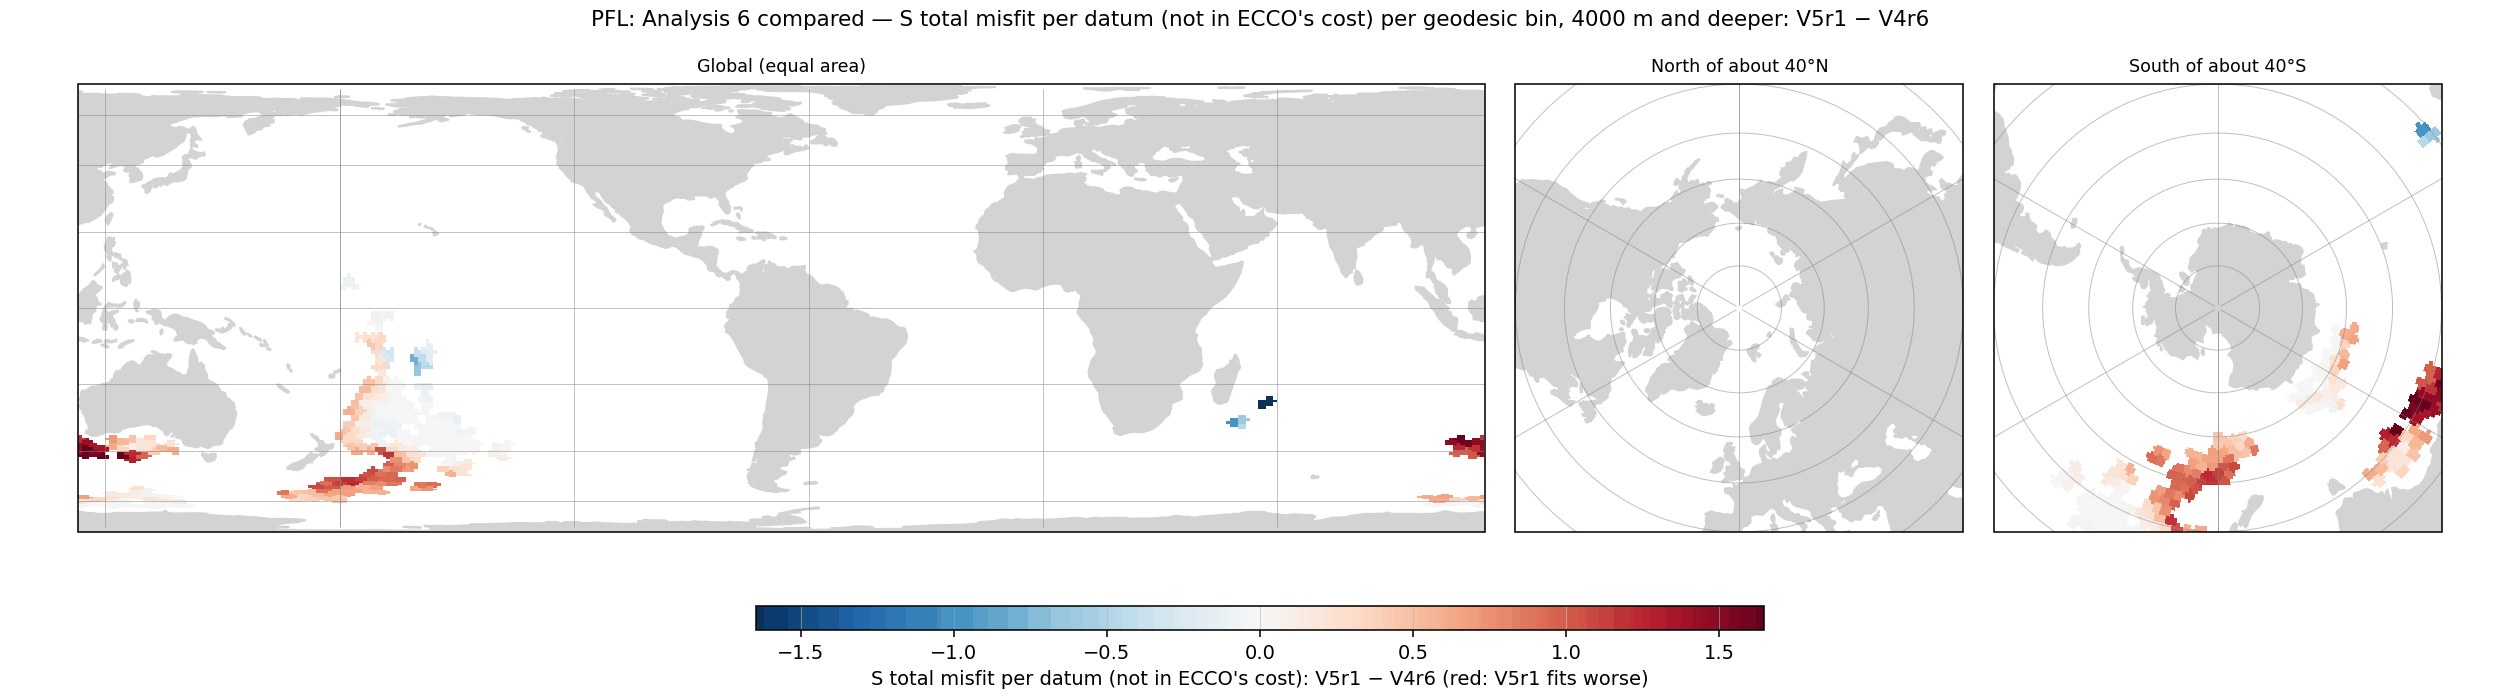 PFL: Analysis 6 compared — S total misfit per datum (not in ECCO's cost) per geodesic bin, 4000 m and deeper: V5r1 − V4r6
Global (equal area)
North of about 40°N
South of about 40°S
−1.5 −1.0 −0.5 0.0 0.5 1.0 1.5
S total misfit per datum (not in ECCO's cost): V5r1 − V4r6 (red: V5r1 fits worse)